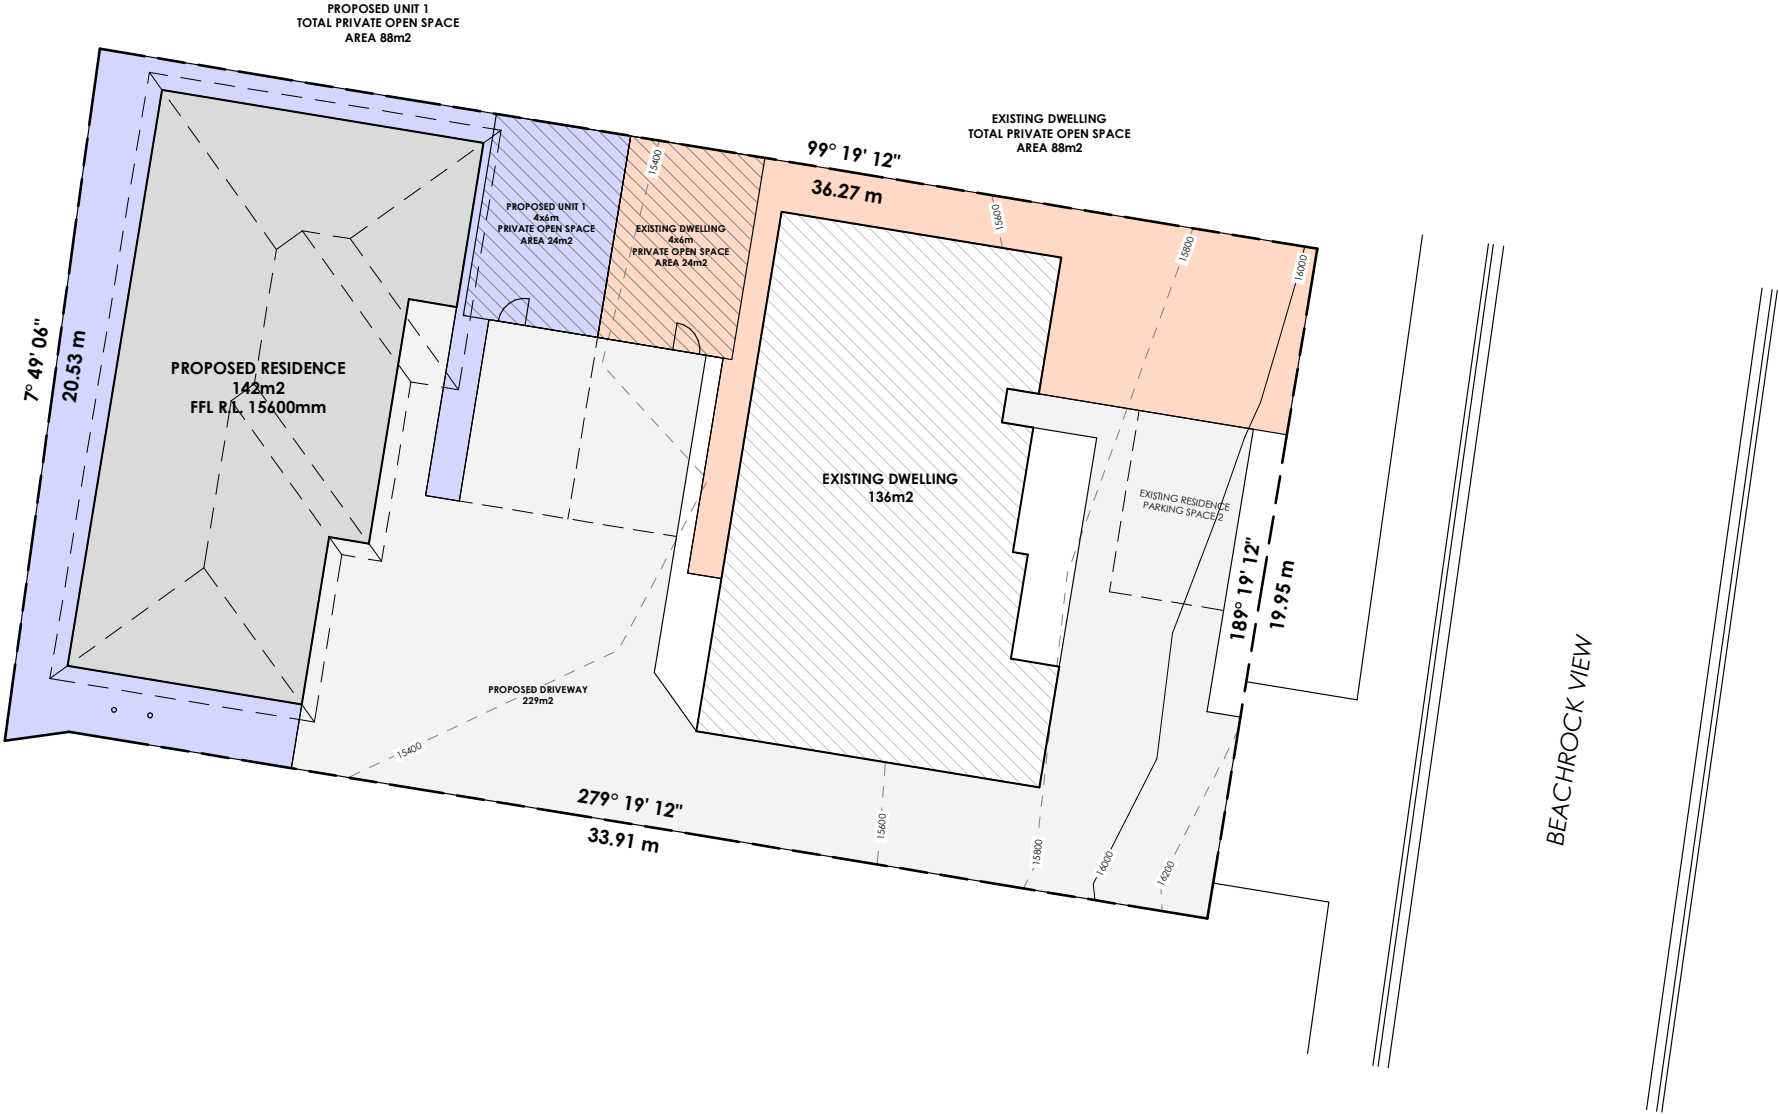 PROPOSED UNIT 1
TOTAL PRIVATE OPEN SPACE
AREA 88m2
EXISTING DWELLING
TOTAL PRIVATE OPEN SPACE
AREA 88m2
99° 19' 12"
36.27 m
15400
15600
15800
16000
PROPOSED UNIT 1
4x6m
PRIVATE OPEN SPACE
AREA 24m2
EXISTING DWELLING
4x6m
PRIVATE OPEN SPACE
AREA 24m2
7° 49' 06"
20.53 m
PROPOSED RESIDENCE
142m2
FFL R.L. 15600mm
EXISTING DWELLING
136m2
EXISTING RESIDENCE
PARKING SPACE 2
189° 19' 12"
19.95 m
BEACHROCK VIEW
PROPOSED DRIVEWAY
229m2
15400
279° 19' 12"
33.91 m
15600
15800
16000
16200